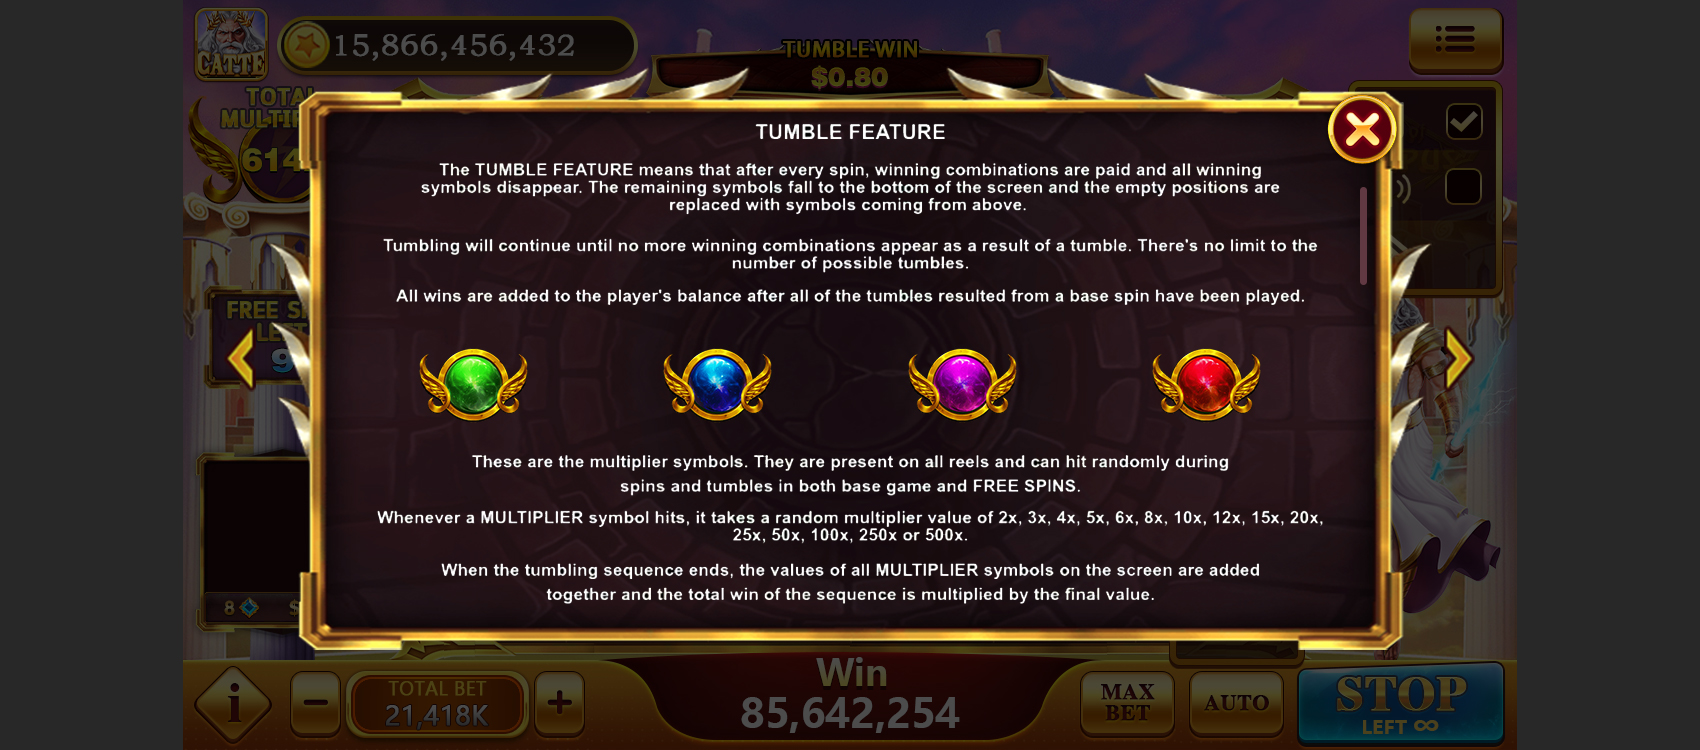 CATTE
15,866,456,432
TUMBLE WIN
$0.80
TOTAL
614
TUMBLE FEATURE
The TUMBLE FEATURE means that after every spin, winning combinations are paid and all winning
symbols disappear. The remaining symbols fall to the bottom of the screen and the empty positions are
replaced with symbols coming from above.
Tumbling will continue until no more winning combinations appear as a result of a tumble. There's no limit to the
number of possible tumbles.
All wins are added to the player's balance after all of the tumbles resulted from a base spin have been played.
FREE
LEFT
9
These are the multiplier symbols. They are present on all reels and can hit randomly during
spins and tumbles in both base game and FREE SPINS.
Whenever a MULTIPLIER symbol hits, it takes a random multiplier value of 2x, 3x, 4x, 5x, 6x, 8x, 10x, 12x, 15x, 20x,
25x, 50x, 100x, 250x or 500x.
When the tumbling sequence ends, the values of all MULTIPLIER symbols on the screen are added
together and the total win of the sequence is multiplied by the final value.
8 $
i
TOTAL BET
21,418K
Win
85,642,254
MAX
BET
AUTO
STOP
LEFT ∞